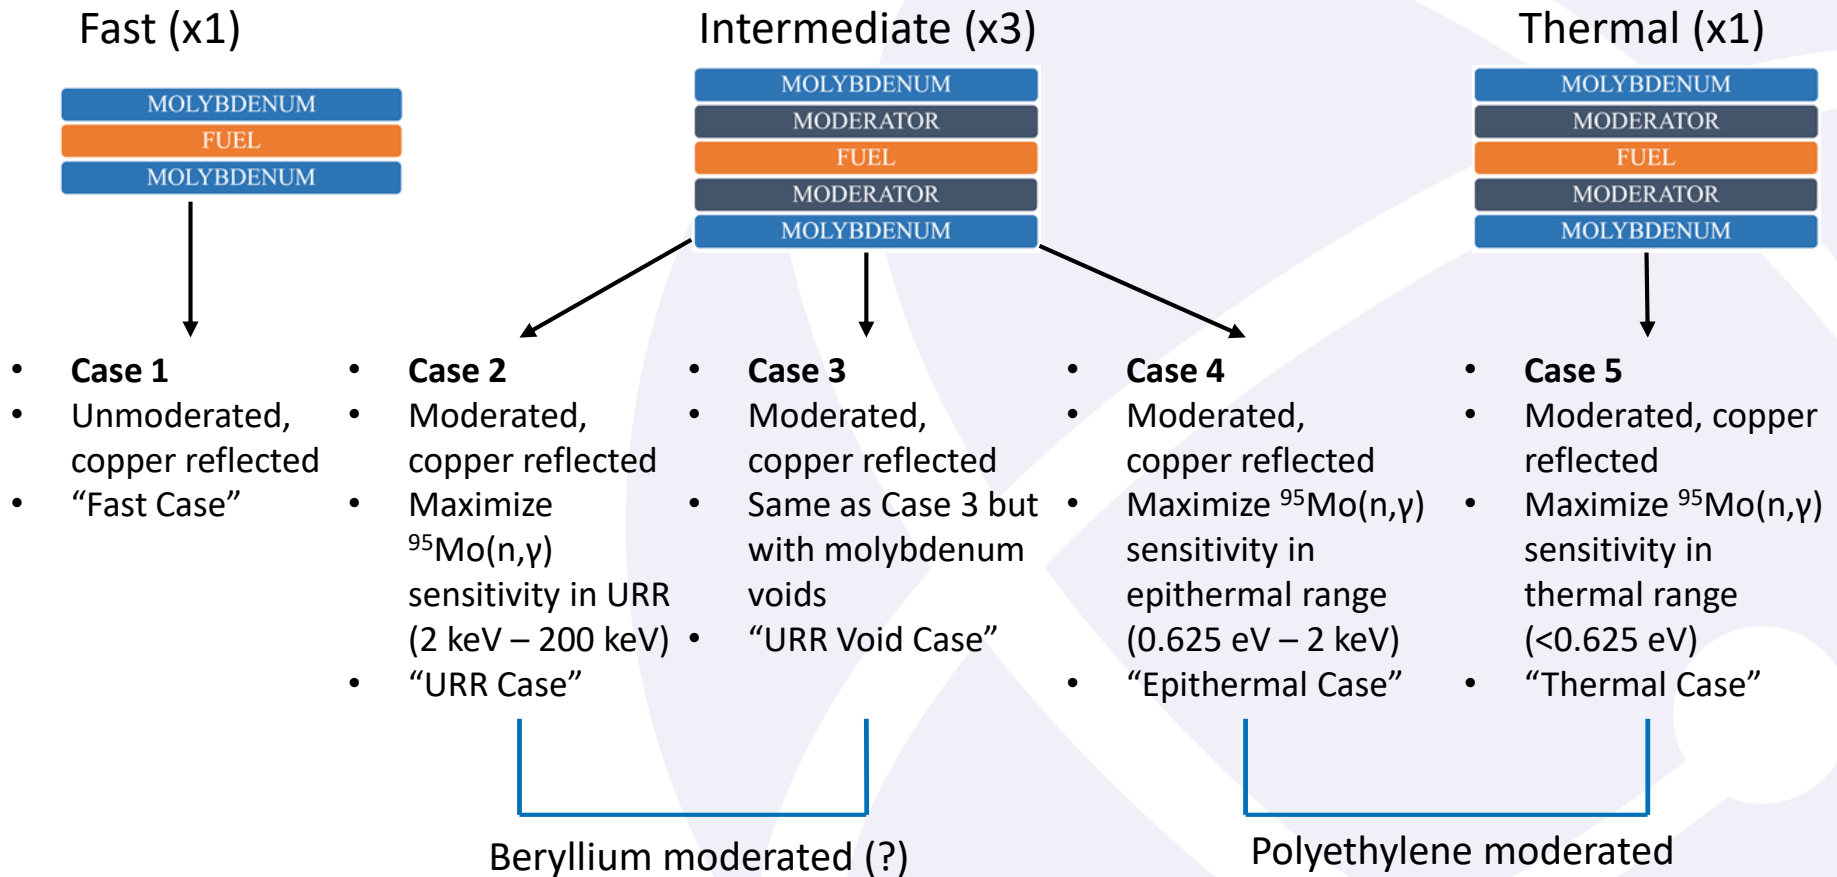 Fast (x1)
MOLYBDENUM
FUEL
MOLYBDENUM
Intermediate (x3)
MOLYBDENUM
MODERATOR
FUEL
MODERATOR
MOLYBDENUM
Thermal (x1)
MOLYBDENUM
MODERATOR
FUEL
MODERATOR
MOLYBDENUM
• Case 1
• Unmoderated,
copper reflected
• “Fast Case”
• Case 2
• Moderated,
copper reflected
• Maximize
⁹⁵Mo(n,γ)
sensitivity in URR
(2 keV – 200 keV)
• “URR Case”
• Case 3
• Moderated,
copper reflected
• Same as Case 3 but
with molybdenum
voids
• “URR Void Case”
• Case 4
• Moderated,
copper reflected
• Maximize ⁹⁵Mo(n,γ)
sensitivity in
epithermal range
(0.625 eV – 2 keV)
• “Epithermal Case”
• Case 5
• Moderated, copper
reflected
• Maximize ⁹⁵Mo(n,γ)
sensitivity in
thermal range
(<0.625 eV)
• “Thermal Case”
Beryllium moderated (?)
Polyethylene moderated